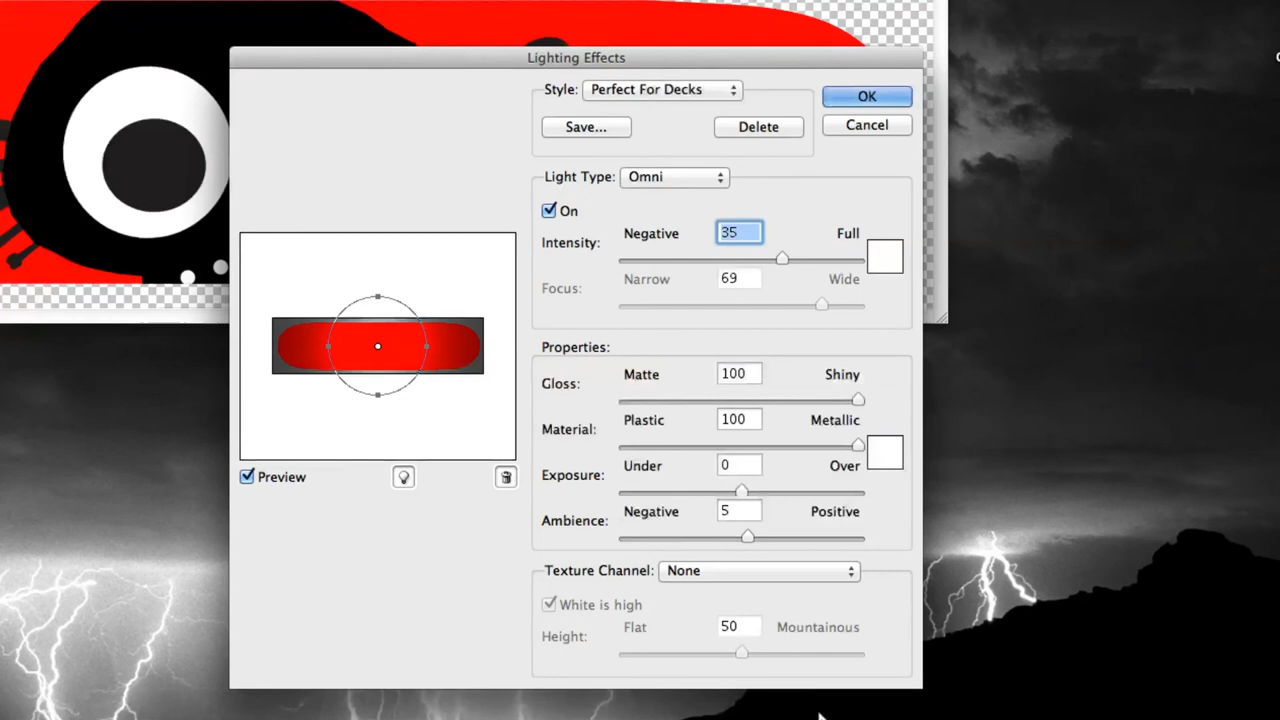 Lighting Effects
Style: Perfect For Decks
OK
Save...
Delete
Cancel
Light Type: Omni
On
Negative 35 Full
Intensity:
Narrow 69 Wide
Focus:
Properties:
Matte 100 Shiny
Gloss:
Plastic 100 Metallic
Material:
Under 0 Over
Exposure:
Negative 5 Positive
Ambience:
Preview
Texture Channel: None
White is high
Flat 50 Mountainous
Height: